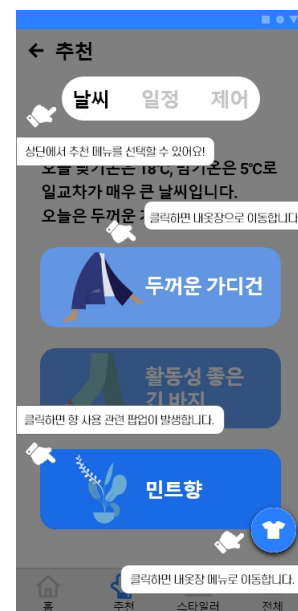 추천
날씨 일정 제어
상단에서 추천 메뉴를 선택할 수 있어요!
오늘 낮기온은 18℃, 밤기온은 5℃로
일교차가 매우 큰 날씨입니다.
오늘은 두꺼운
클릭하면 내옷장으로 이동합니다
두꺼운 가디건
활동성 좋은
긴 바지
클릭하면 향 사용 관련 팝업이 발생합니다.
민트향
클릭하면 내옷장 메뉴로 이동합니다.
홈 추천 스타일러 전체